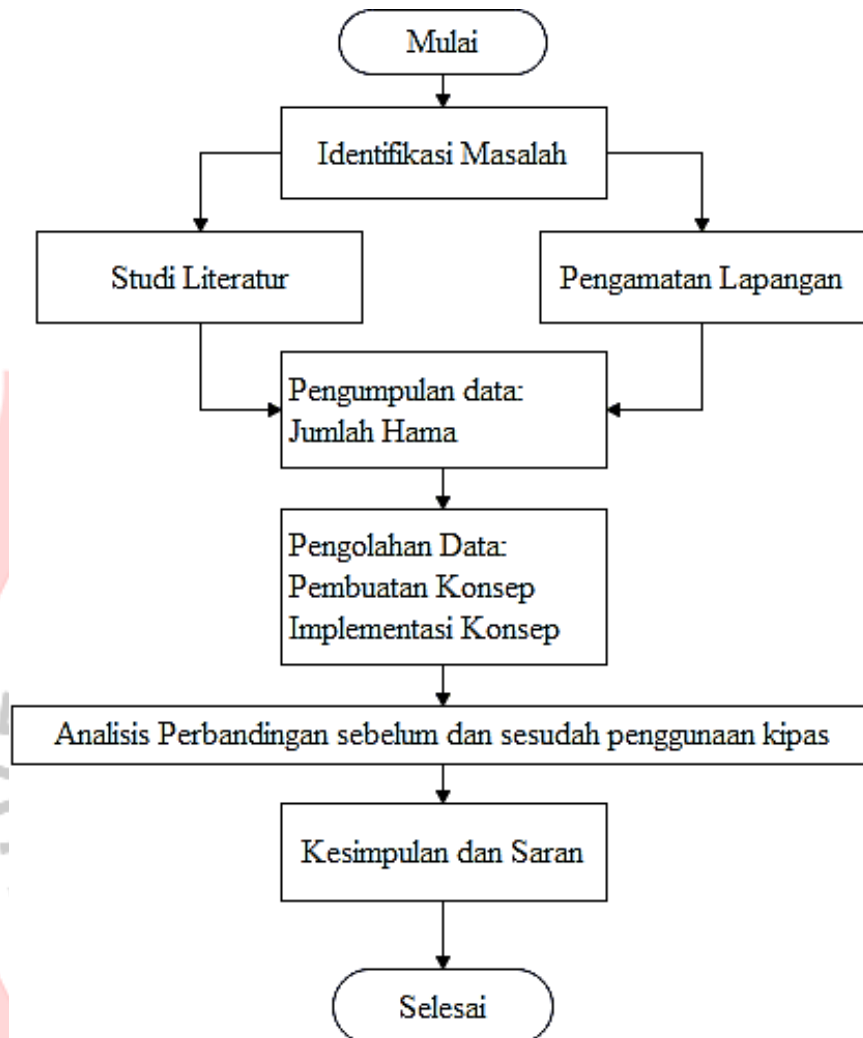 Mulai
Identifikasi Masalah
Studi Literatur
Pengamatan Lapangan
Pengumpulan data:
Jumlah Hama
Pengolahan Data:
Pembuatan Konsep
Implementasi Konsep
Analisis Perbandingan sebelum dan sesudah penggunaan kipas
Kesimpulan dan Saran
Selesai